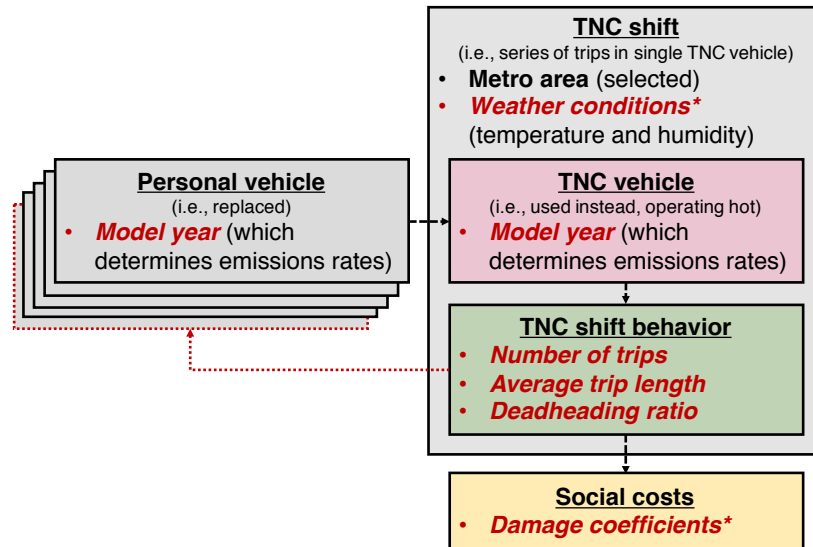 TNC shift
(i.e., series of trips in single TNC vehicle)
• Metro area (selected)
• Weather conditions*
(temperature and humidity)
Personal vehicle
(i.e., replaced)
• Model year (which
determines emissions rates)
TNC vehicle
(i.e., used instead, operating hot)
• Model year (which
determines emissions rates)
TNC shift behavior
• Number of trips
• Average trip length
• Deadheading ratio
Social costs
• Damage coefficients*